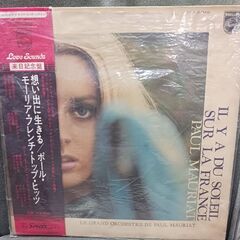 Love Sounds
来日記念盤
想い出に生きる/ポール・
モーリア・フレンチ・トップ・ヒッツ
IL Y A DU SOLEIL
SUR LA FRANCE
PAUL MAURIAT
LE GRAND ORCHESTRE DE PAUL MAURIAT